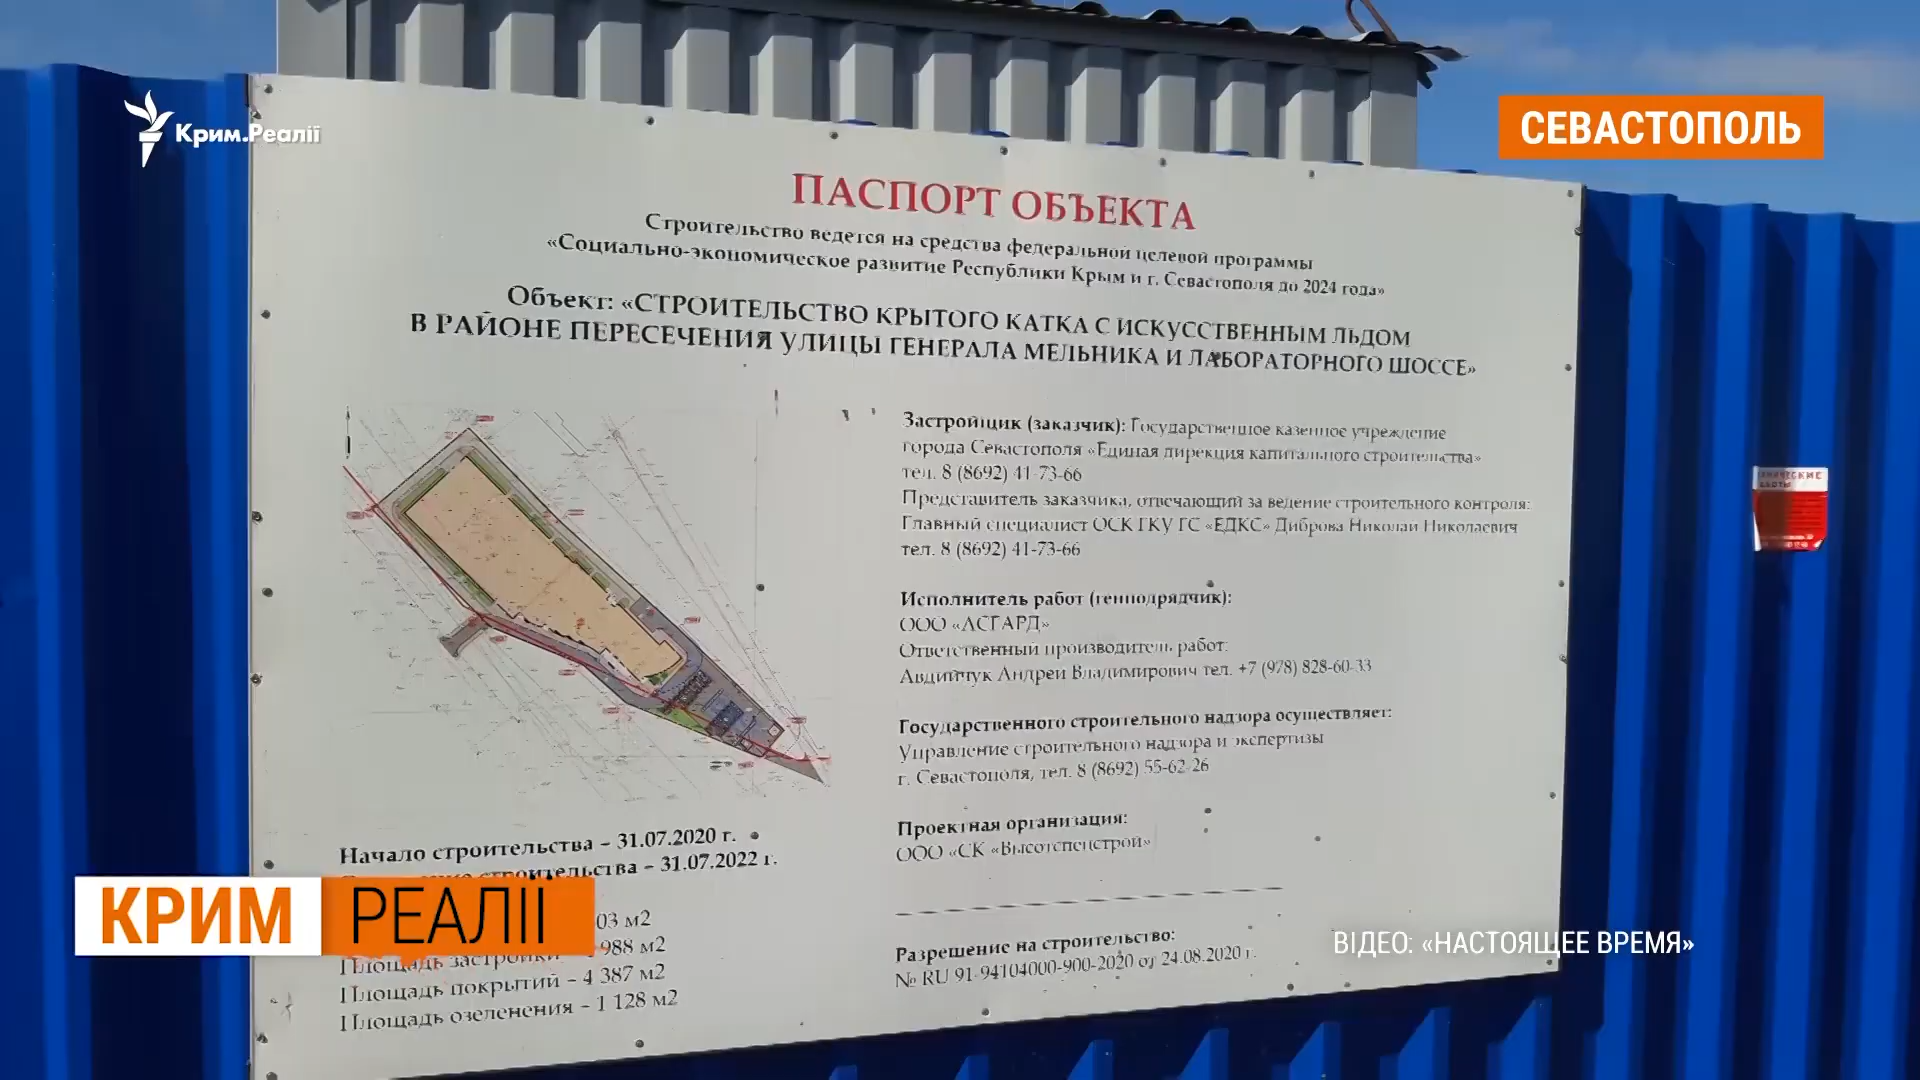 Крим.Реалії
СЕВАСТОПОЛЬ
ПАСПОРТ ОБЪЕКТА
Строительство ведется на средства федеральной целевой программы
«Социально-экономическое развитие Республики Крым и г. Севастополя до 2024 года»
Объект: «СТРОИТЕЛЬСТВО КРЫТОГО КАТКА С ИСКУССТВЕННЫМ ЛЬДОМ
В РАЙОНЕ ПЕРЕСЕЧЕНИЯ УЛИЦЫ ГЕНЕРАЛА МЕЛЬНИКА И ЛАБОРАТОРНОГО ШОССЕ»
Застройщик (заказчик): Государственное казенное учреждение
города Севастополя «Единая дирекция капитального строительства»
тел. 8 (8692) 41-73-66
Представитель заказчика, отвечающий за ведение строительного контроля:
Главный специалист ОСК ГКУ ГС «ЕДКС» Диброва Николай Николаевич
тел. 8 (8692) 41-73-66
Исполнитель работ (генподрядчик):
ООО «АСГАРД»
Ответственный производитель работ:
Авдийчук Андрей Владимирович тел. +7 (978) 828-60-33
Государственного строительного надзора осуществляет:
Управление строительного надзора и экспертизы
г. Севастополя, тел. 8 (8692) 55-62-26
Проектная организация:
ООО «СК «Высотспецстрой»
Разрешение на строительство:
№ RU 91-94104000-900-2020 от 24.08.2020 г.
Начало строительства – 31.07.2020 г.
строительства – 31.07.2022 г.
03 м2
988 м2
Площадь застройки
Площадь покрытий – 4 387 м2
Площадь озеленения – 1 128 м2
КРИМ РЕАЛІЇ
ВІДЕО: «НАСТОЯЩЕЕ ВРЕМЯ»